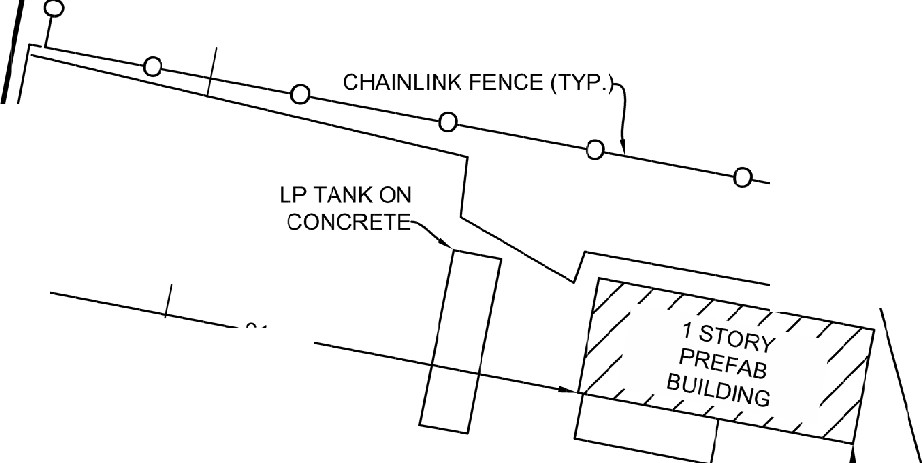 CHAINLINK FENCE (TYP.)
LP TANK ON
CONCRETE
1 STORY
PREFAB
BUILDING